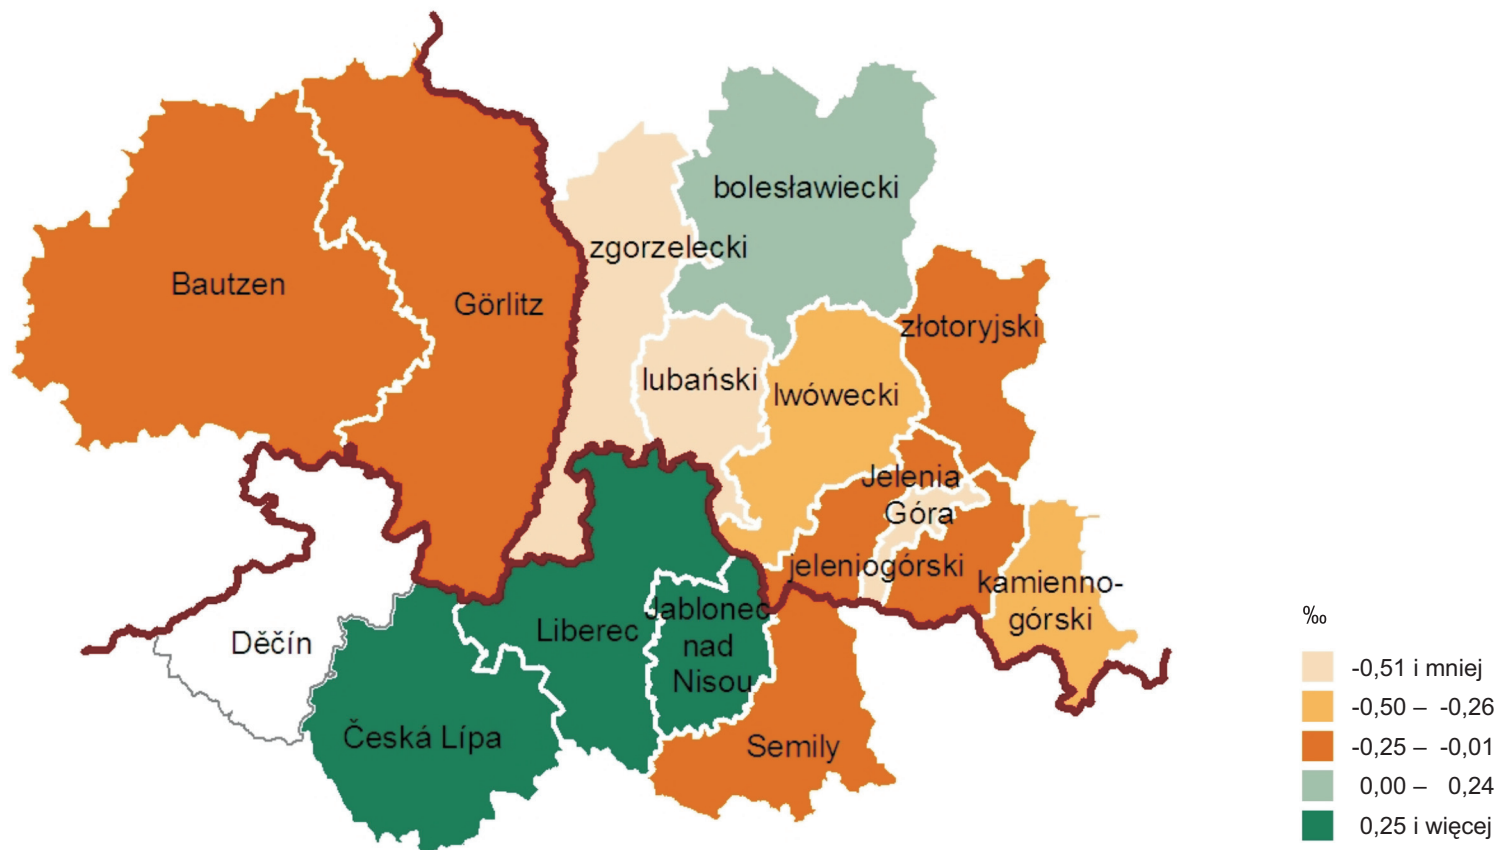 bolesławiecki
zgorzelecki
Bautzen
Görlitz
złotoryjski
lubański
lwówecki
Jelenia
Góra
jeleniogórski
kamienno-
górski
Jablonec
nad
Nisou
Liberec
Děčín
Česká Lípa
Semily
‰
-0,51 i mniej
-0,50 – -0,26
-0,25 – -0,01
0,00 – 0,24
0,25 i więcej